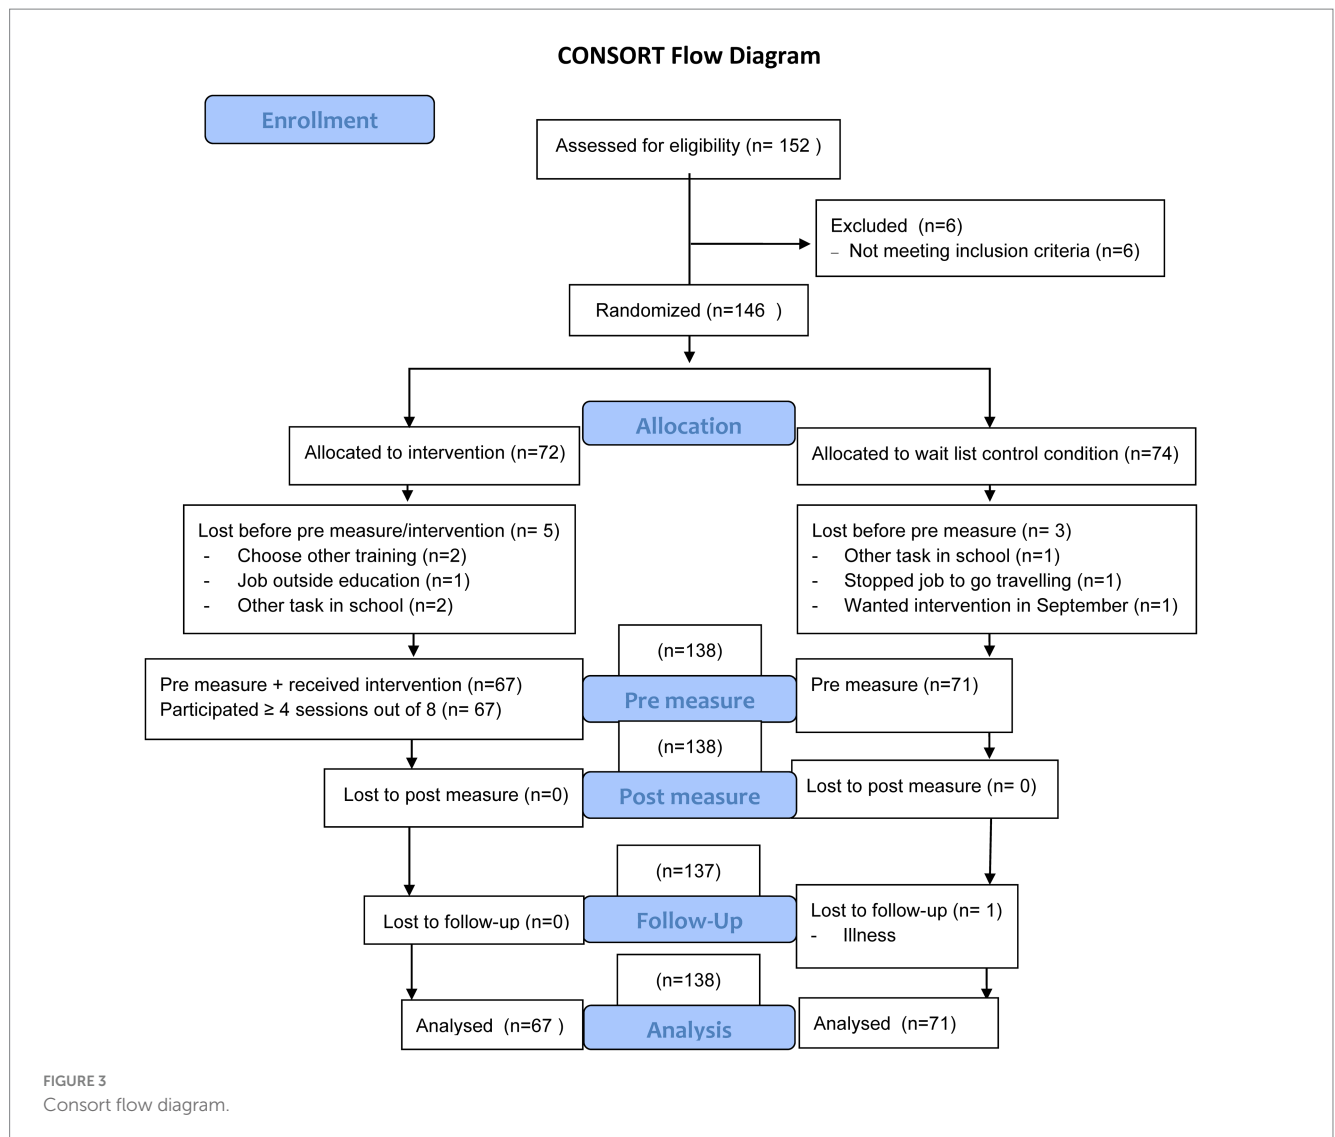 CONSORT Flow Diagram
Enrollment
Assessed for eligibility (n= 152 )
Excluded (n=6)
– Not meeting inclusion criteria (n=6)
Randomized (n=146 )
Allocation
Allocated to intervention (n=72)
Allocated to wait list control condition (n=74)
Lost before pre measure/intervention (n= 5)
- Choose other training (n=2)
- Job outside education (n=1)
- Other task in school (n=2)
Lost before pre measure (n= 3)
- Other task in school (n=1)
- Stopped job to go travelling (n=1)
- Wanted intervention in September (n=1)
(n=138)
Pre measure + received intervention (n=67)
Participated ≥ 4 sessions out of 8 (n= 67)
Pre measure
Pre measure (n=71)
(n=138)
Lost to post measure (n=0)
Post measure
Lost to post measure (n= 0)
(n=137)
Lost to follow-up (n=0)
Follow-Up
Lost to follow-up (n= 1)
- Illness
(n=138)
Analysed (n=67 )
Analysis
Analysed (n=71)
FIGURE 3
Consort flow diagram.